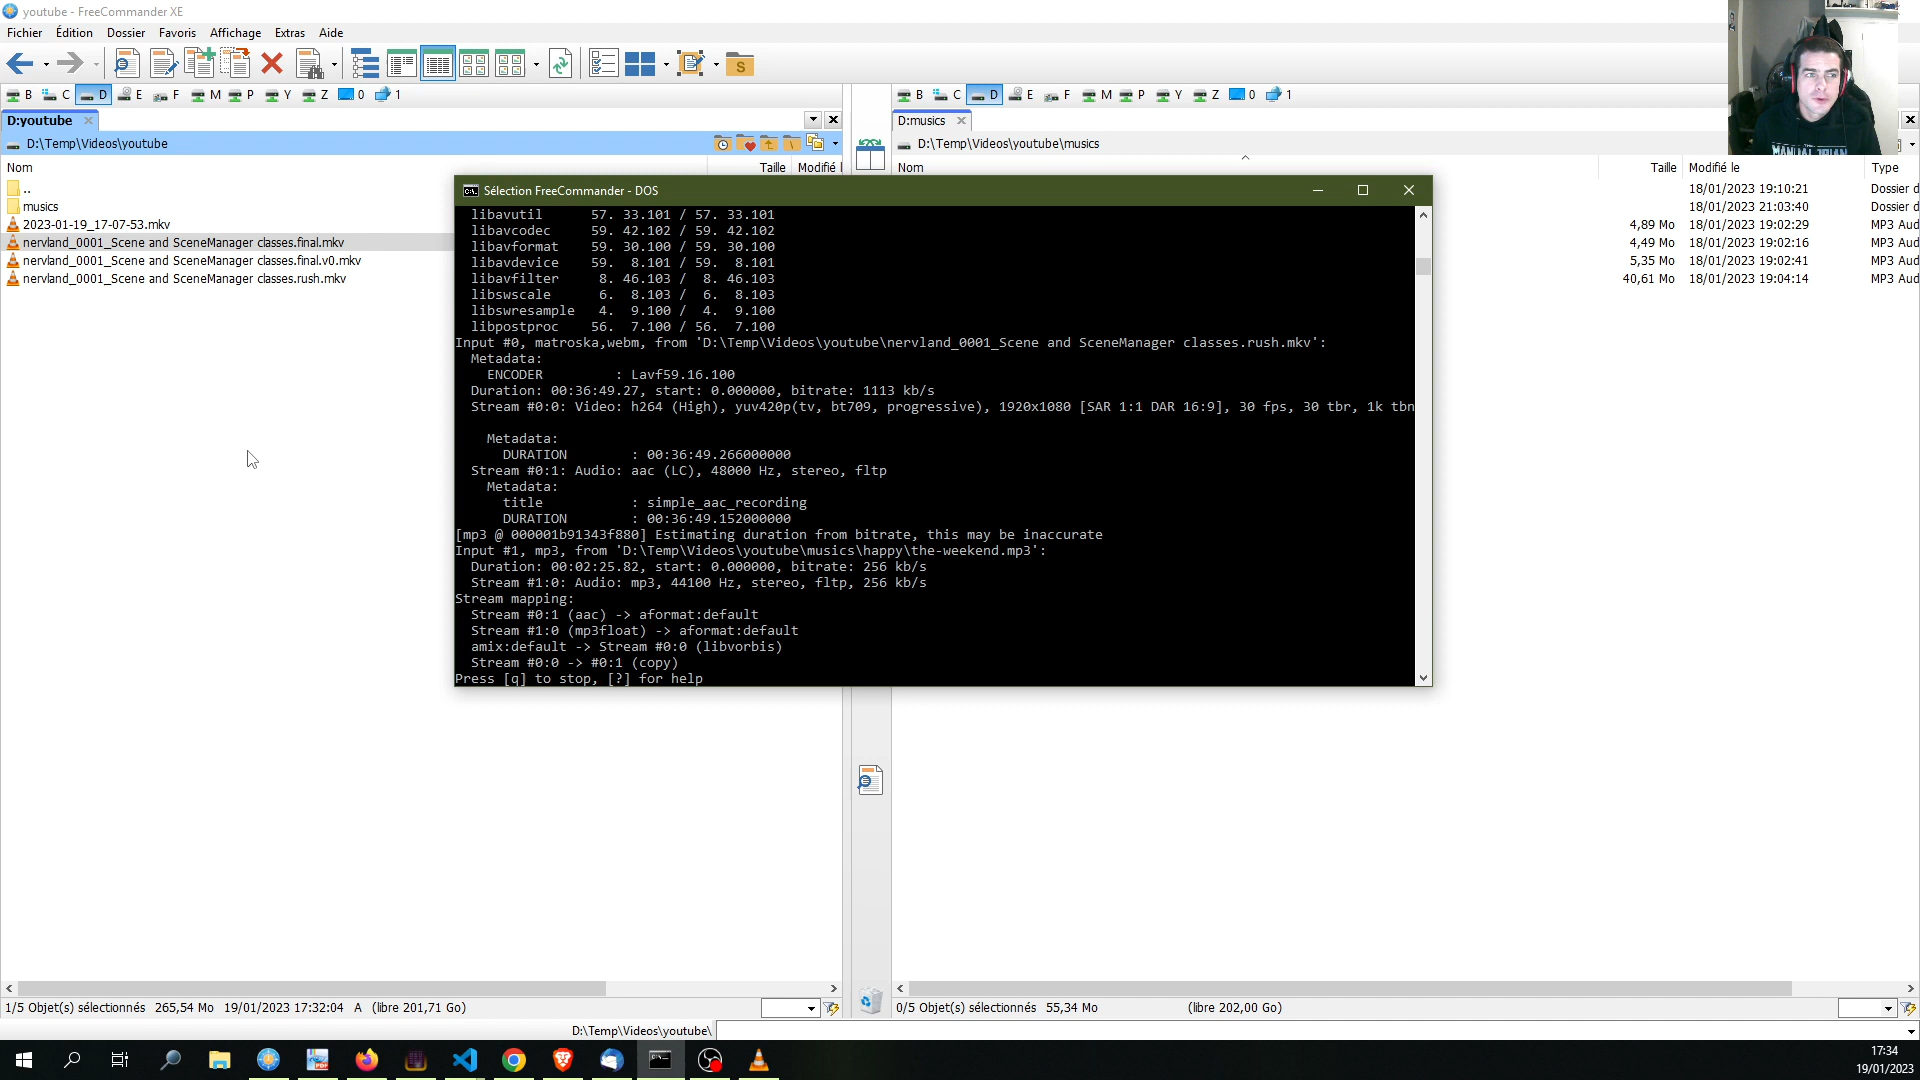 youtube - FreeCommander XE
Fichier Édition Dossier Favoris Affichage Extras Aide
S
B C D E F M P Y Z 0 1
B C D E F M P Y Z 0 1
D:youtube
D:musics
D:\Temp\Videos\youtube
D:\Temp\Videos\youtube\musics
Nom Taille Modifié l
Nom Taille Modifié le Type
..
musics
2023-01-19_17-07-53.mkv
nervland_0001_Scene and SceneManager classes.final.mkv
nervland_0001_Scene and SceneManager classes.final.v0.mkv
nervland_0001_Scene and SceneManager classes.rush.mkv
18/01/2023 19:10:21 Dossier d
18/01/2023 21:03:40 Dossier d
4,89 Mo 18/01/2023 19:02:29 MP3 Aud
4,49 Mo 18/01/2023 19:02:16 MP3 Aud
5,35 Mo 18/01/2023 19:02:41 MP3 Aud
40,61 Mo 18/01/2023 19:04:14 MP3 Aud
Sélection FreeCommander - DOS
libavutil 57. 33.101 / 57. 33.101
libavcodec 59. 42.102 / 59. 42.102
libavformat 59. 30.100 / 59. 30.100
libavdevice 59. 8.101 / 59. 8.101
libavfilter 8. 46.103 / 8. 46.103
libswscale 6. 8.103 / 6. 8.103
libswresample 4. 9.100 / 4. 9.100
libpostproc 56. 7.100 / 56. 7.100
Input #0, matroska,webm, from 'D:\Temp\Videos\youtube\nervland_0001_Scene and SceneManager classes.rush.mkv':
Metadata:
ENCODER : Lavf59.16.100
Duration: 00:36:49.27, start: 0.000000, bitrate: 1113 kb/s
Stream #0:0: Video: h264 (High), yuv420p(tv, bt709, progressive), 1920x1080 [SAR 1:1 DAR 16:9], 30 fps, 30 tbr, 1k tbn
Metadata:
DURATION : 00:36:49.266000000
Stream #0:1: Audio: aac (LC), 48000 Hz, stereo, fltp
Metadata:
title : simple_aac_recording
DURATION : 00:36:49.152000000
[mp3 @ 000001b91343f880] Estimating duration from bitrate, this may be inaccurate
Input #1, mp3, from 'D:\Temp\Videos\youtube\musics\happy\the-weekend.mp3':
Duration: 00:02:25.82, start: 0.000000, bitrate: 256 kb/s
Stream #1:0: Audio: mp3, 44100 Hz, stereo, fltp, 256 kb/s
Stream mapping:
Stream #0:1 (aac) -> aformat:default
Stream #1:0 (mp3float) -> aformat:default
amix:default -> Stream #0:0 (libvorbis)
Stream #0:0 -> #0:1 (copy)
Press [q] to stop, [?] for help
1/5 Objet(s) sélectionnés 265,54 Mo 19/01/2023 17:32:04 A (libre 201,71 Go)
0/5 Objet(s) sélectionnés 55,34 Mo (libre 202,00 Go)
D:\Temp\Videos\youtube\
17:34
19/01/2023